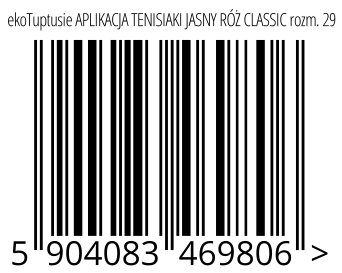 ekoTuptusie APLIKACJA TENISIAKI JASNY RÓŻ CLASSIC rozm. 29
5 904083 469806 >